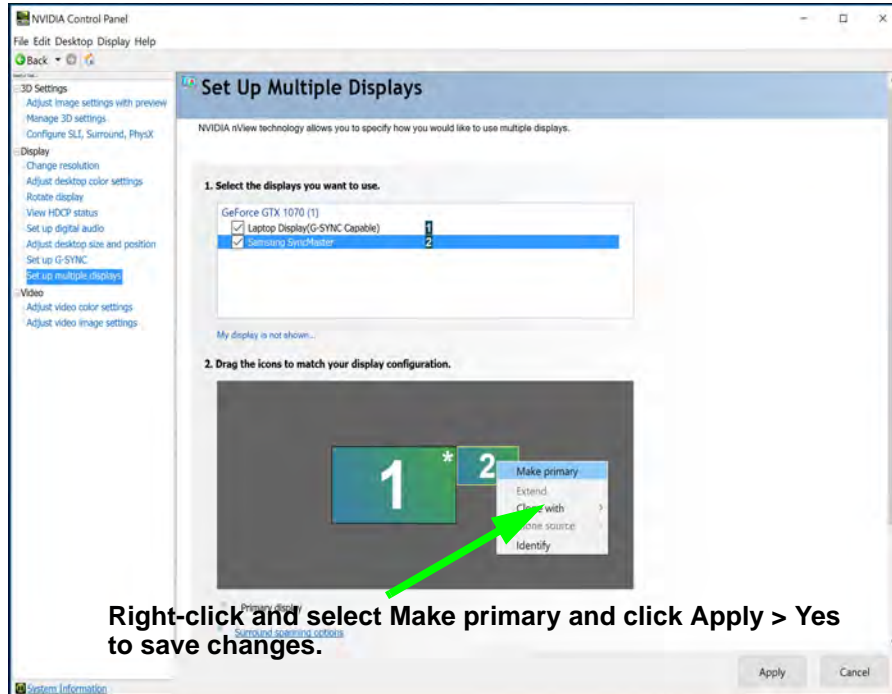 NVIDIA Control Panel
File Edit Desktop Display Help
Back
3D Settings
Adjust image settings with preview
Manage 3D settings
Configure SLI, Surround, PhysX
Display
Change resolution
Adjust desktop color settings
Rotate display
View HDCP status
Set up digital audio
Adjust desktop size and position
Set up G-SYNC
Set up multiple displays
Video
Adjust video color settings
Adjust video image settings
System Information
Set Up Multiple Displays
NVIDIA nView technology allows you to specify how you would like to use multiple displays.
1. Select the displays you want to use.
GeForce GTX 1070 (1)
Laptop Display(G-SYNC Capable) 1
Samsung SyncMaster 2
My display is not shown...
2. Drag the icons to match your display configuration.
1 * 2
Make primary
Extend
Clone with
Clone source
Identify
Primary display
Right-click and select Make primary and click Apply > Yes
Surround spanning options
to save changes.
Apply Cancel